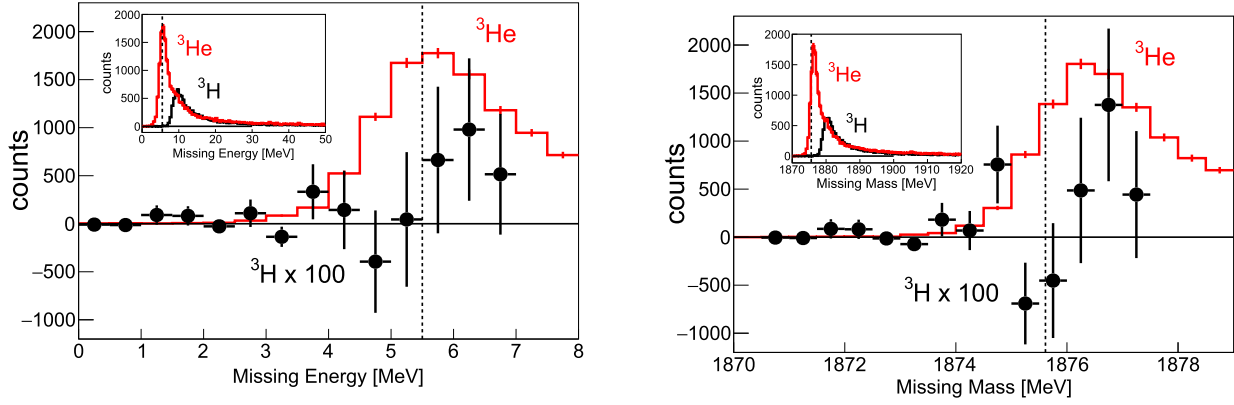 2000
1500
1000
500
0
−500
−1000
counts
0 1 2 3 4 5 6 7 8
Missing Energy [MeV]
³He
³H x 100
2000
1500
1000
500
0
counts
³He
³H
0 10 20 30 40 50
Missing Energy [MeV]
2000
1500
1000
500
0
−500
−1000
counts
1870 1872 1874 1876 1878
Missing Mass [MeV]
³He
³H x 100
2000
1500
1000
500
0
counts
³He
³H
1870 1880 1890 1900 1910 1920
Missing Mass [MeV]